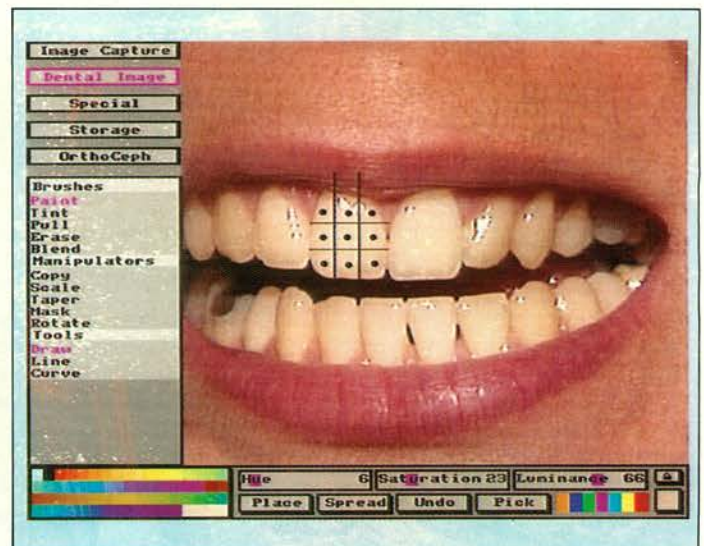 Image Capture
Dental Image
Special
Storage
OrthoCeph
Brushes
Paint
Tint
Pull
Erase
Blend
Manipulators
Copy
Scale
Taper
Mask
Rotate
Tools
Draw
Line
Curve
Hue 6 Saturation 23 Luminance 66
Place Spread Undo Pick